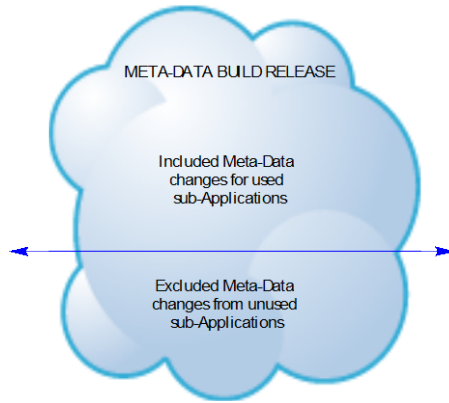 META-DATA BUILD RELEASE
Included Meta-Data
changes for used
sub-Applications
Excluded Meta-Data
changes from unused
sub-Applications